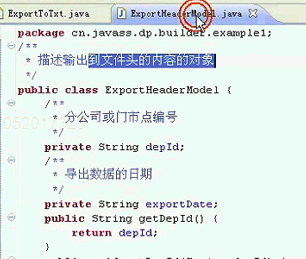 ExportToTxt.java ExportHeaderModel.java
package cn.javass.dp.builder.example1;
/**
* 描述输出到文件头的内容的对象
*/
public class ExportHeaderModel {
/**
* 分公司或门市点编号
*/
private String depId;
/**
* 导出数据的日期
*/
private String exportDate;
public String getDepId() {
return depId;
}